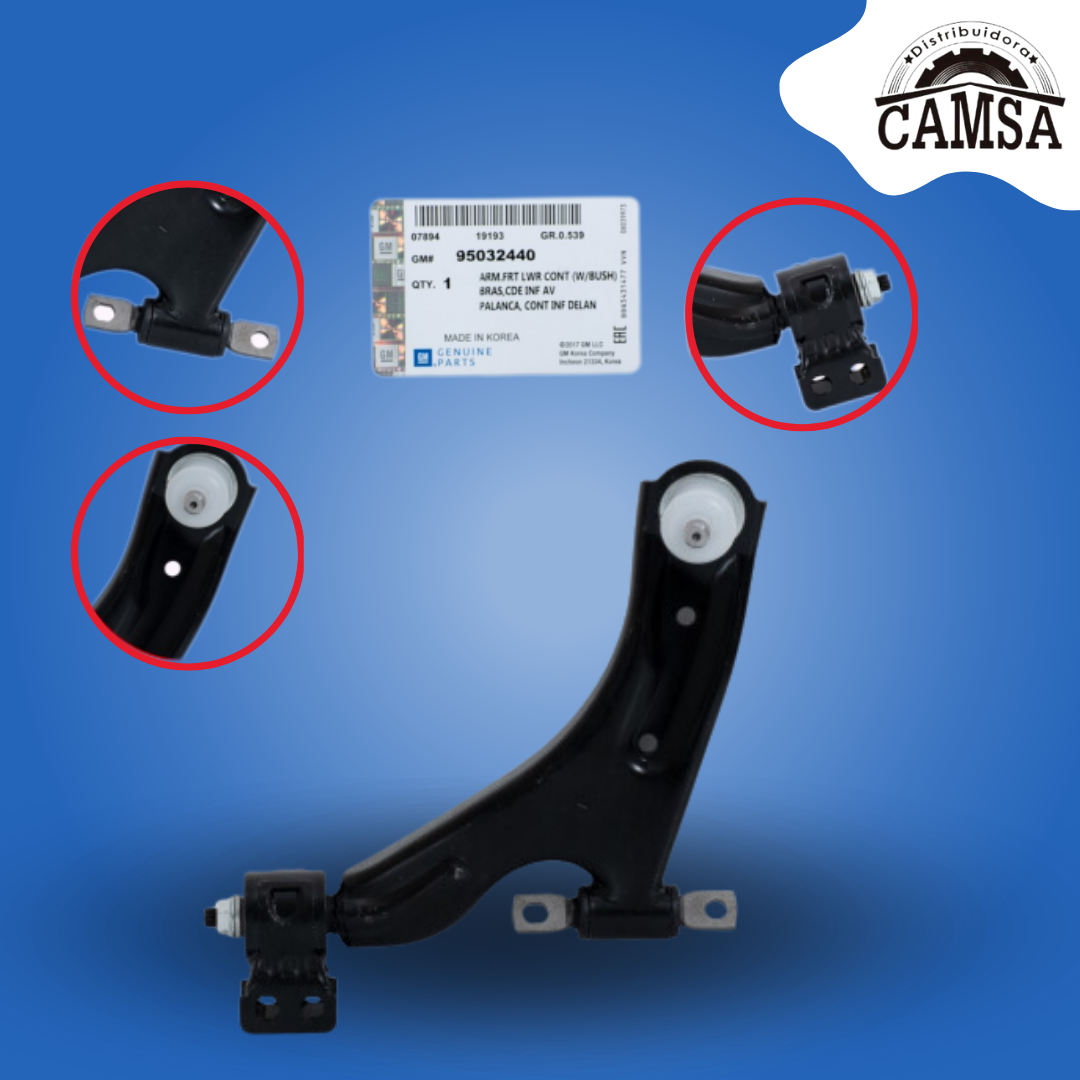 Distribuidora
CAMSA
07894 19193 GR.0.539
GM# 95032440
QTY. 1
ARM.FRT LWR CONT (W/BUSH)
BRAS,CDE INF AV
PALANCA, CONT INF DELAN
MADE IN KOREA
GM GENUINE
PARTS
©2017 GM LLC
GM Korea Company
Incheon 21334, Korea
EAC
GM
GM